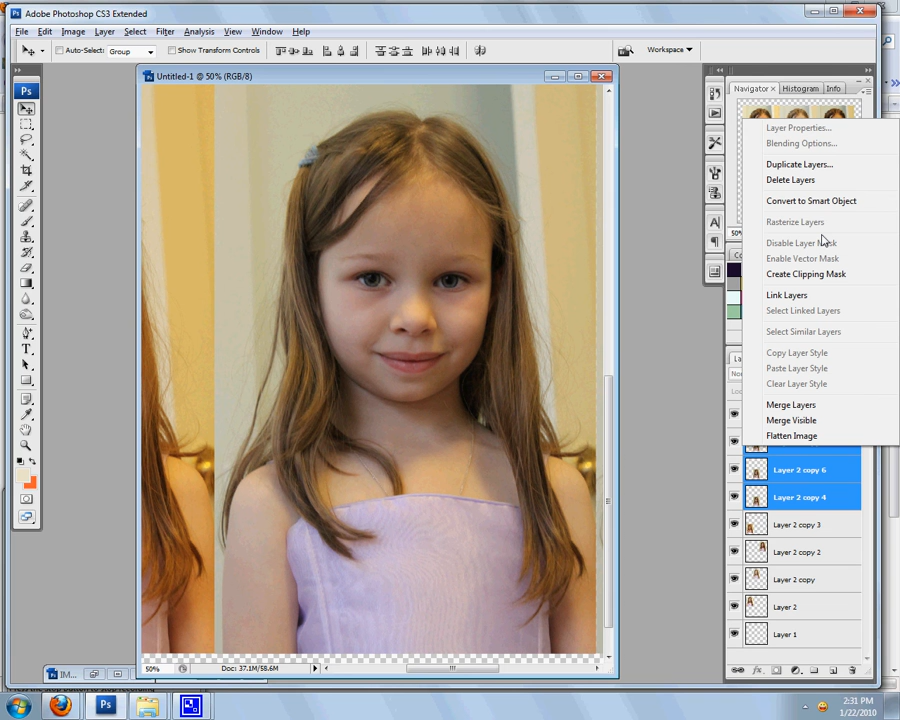 Adobe Photoshop CS3 Extended
File Edit Image Layer Select Filter Analysis View Window Help
Auto-Select: Group Show Transform Controls Workspace
Ps
Untitled-1 @ 50% (RGB/8)
Navigator Histogram Info
Layer Properties...
Blending Options...
Duplicate Layers...
Delete Layers
Convert to Smart Object
Rasterize Layers
Disable Layer Mask
Enable Vector Mask
Create Clipping Mask
Link Layers
Select Linked Layers
Select Similar Layers
Copy Layer Style
Paste Layer Style
Clear Layer Style
Merge Layers
Merge Visible
Flatten Image
Layer 2 copy 6
Layer 2 copy 4
Layer 2 copy 3
Layer 2 copy 2
Layer 2 copy
Layer 2
Layer 1
50% Doc: 37.1M/58.6M
IM...
2:31 PM
1/22/2010